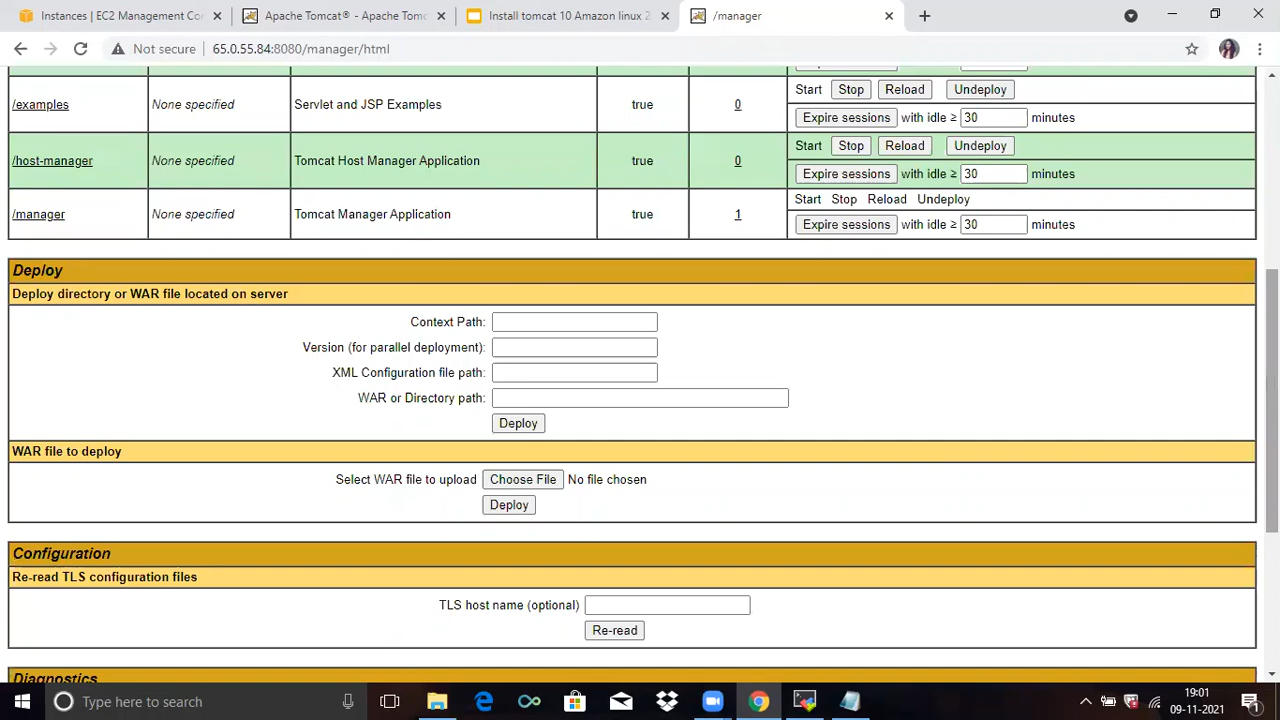 Instances | EC2 Management Con
Apache Tomcat® - Apache Tomca
Install tomcat 10 Amazon linux 2
/manager
Not secure
65.0.55.84:8080/manager/html
/examples
None specified
Servlet and JSP Examples
true
0
Start Stop Reload Undeploy
Expire sessions with idle ≥ 30 minutes
/host-manager
None specified
Tomcat Host Manager Application
true
0
Start Stop Reload Undeploy
Expire sessions with idle ≥ 30 minutes
/manager
None specified
Tomcat Manager Application
true
1
Start Stop Reload Undeploy
Expire sessions with idle ≥ 30 minutes
Deploy
Deploy directory or WAR file located on server
Context Path:
Version (for parallel deployment):
XML Configuration file path:
WAR or Directory path:
Deploy
WAR file to deploy
Select WAR file to upload Choose File No file chosen
Deploy
Configuration
Re-read TLS configuration files
TLS host name (optional)
Re-read
Diagnostics
Type here to search
19:01
09-11-2021
1